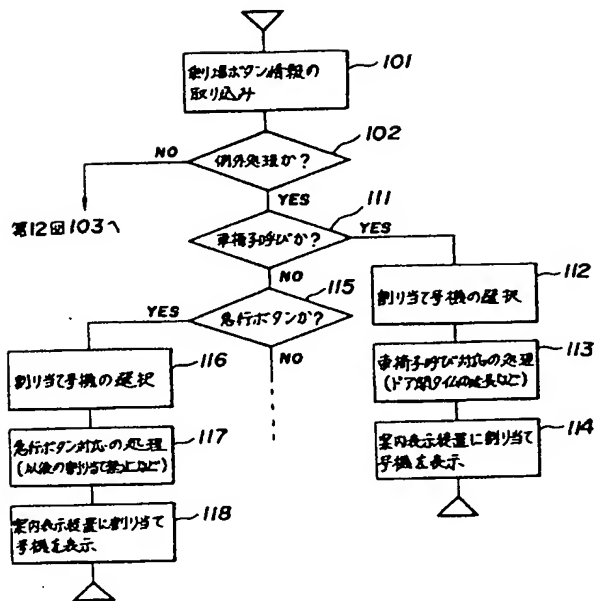 101
乗場ボタン情報の
取り込み
102
NO
例外処理か?
YES
第12図103へ
111
車椅子呼びか?
YES
NO
115
急行ボタンか?
YES
NO
112
割り当て号機の選択
113
車椅子呼び対応の処理
(ドア開タイムの延長など)
114
案内表示装置に割り当て
号機を表示
116
割り当て号機の選択
117
急行ボタン対応の処理
(以後の割り当て禁止など)
118
案内表示装置に割り当て
号機を表示